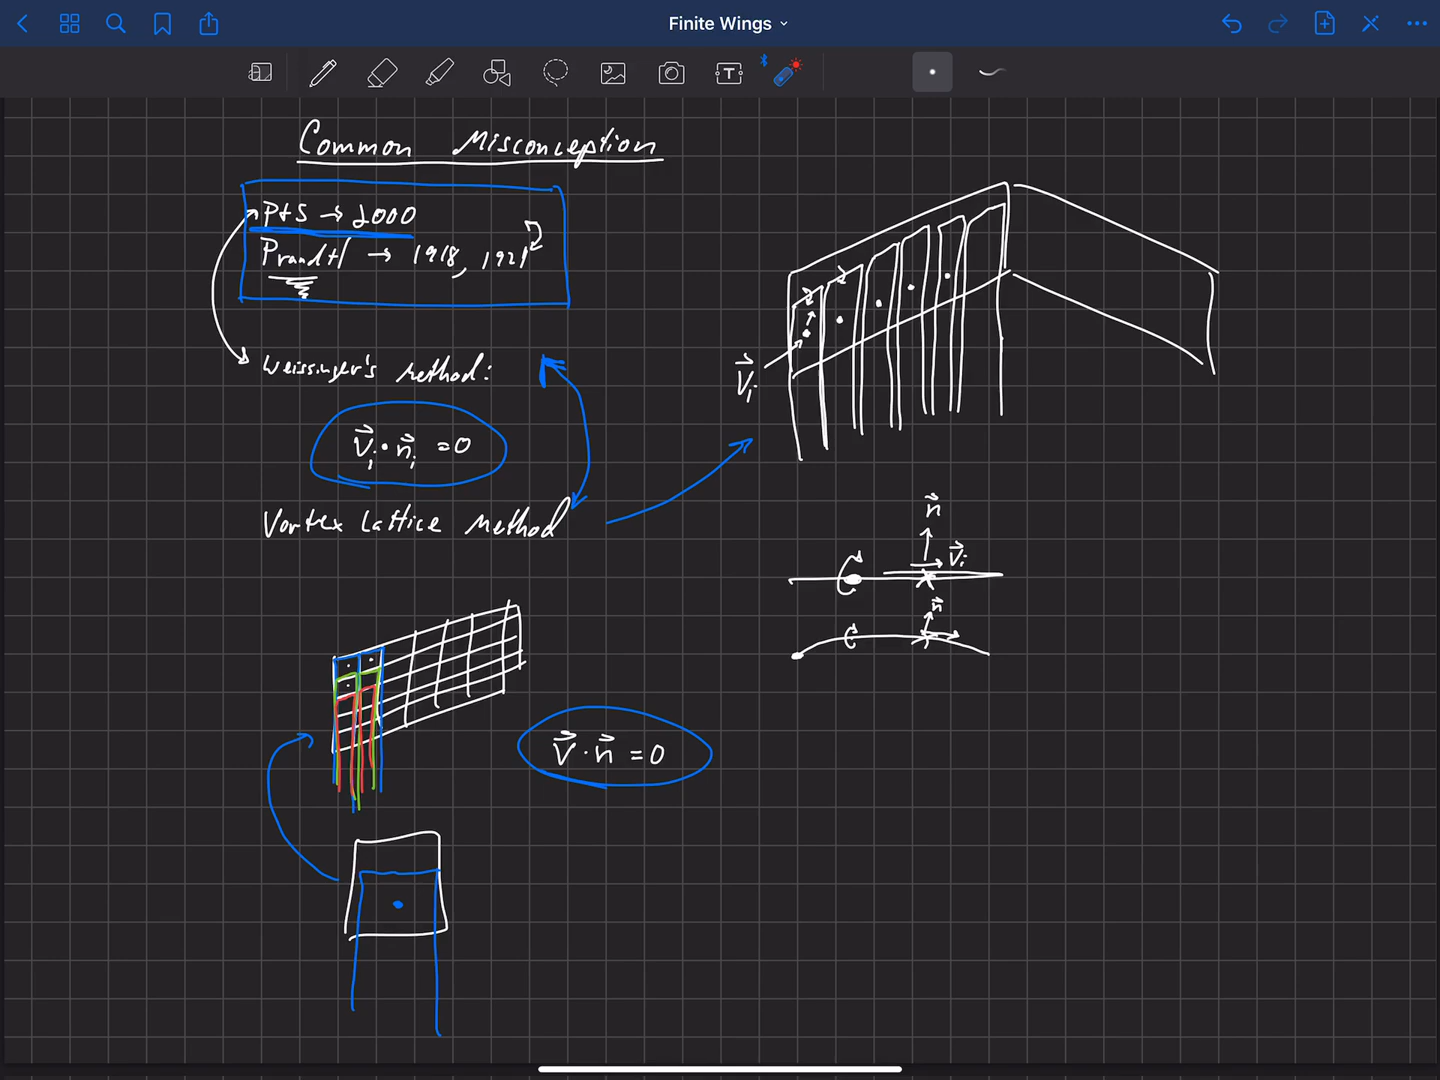 Finite Wings
Common Misconception
P+S → 2000
Prandtl → 1918, 1921
Weissinger's method:
V⃗i · n⃗i = 0
Vortex Lattice Method
V⃗i
n⃗
V⃗i
n⃗
V⃗ · n⃗ = 0